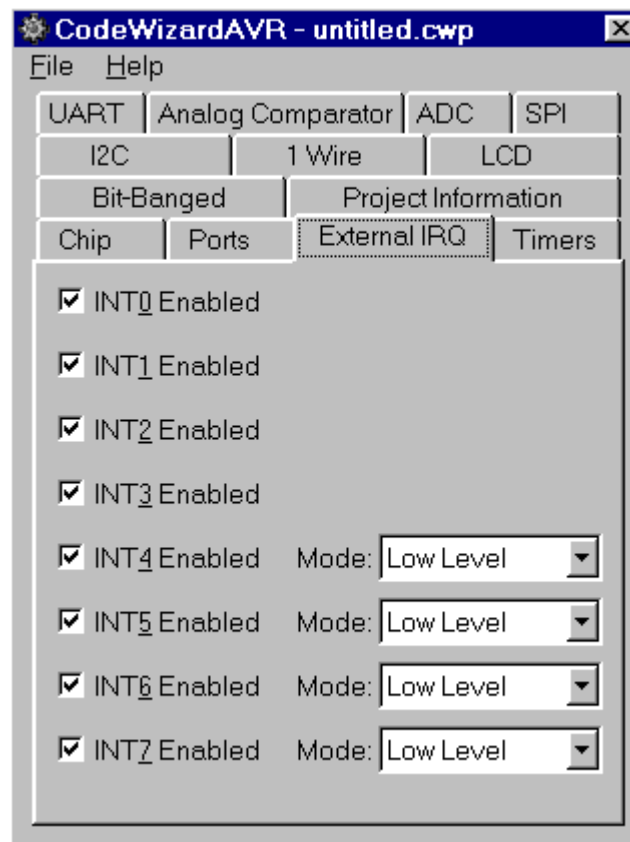 CodeWizardAVR - untitled.cwp
File Help
UART Analog Comparator ADC SPI
I2C 1 Wire LCD
Bit-Banged Project Information
Chip Ports External IRQ Timers
INT0 Enabled
INT1 Enabled
INT2 Enabled
INT3 Enabled
INT4 Enabled Mode: Low Level
INT5 Enabled Mode: Low Level
INT6 Enabled Mode: Low Level
INT7 Enabled Mode: Low Level